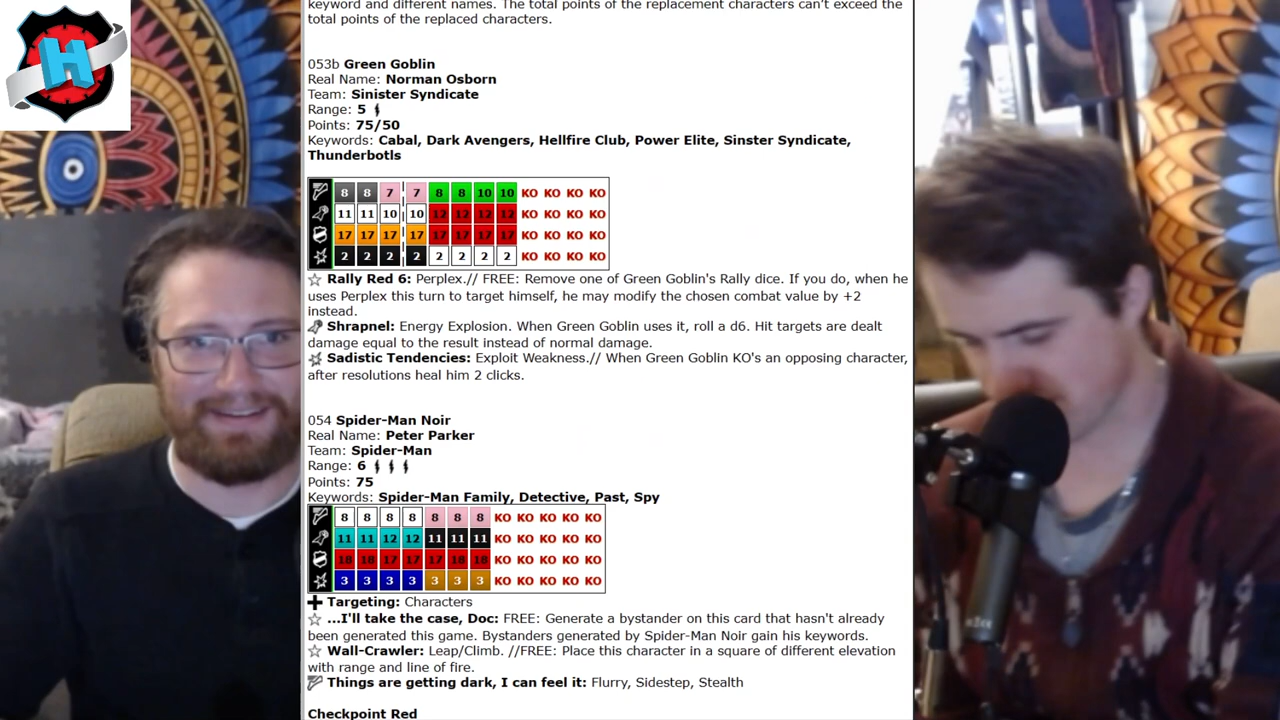 keyword and different names. The total points of the replacement characters can't exceed the
total points of the replaced characters.
053b Green Goblin
Real Name: Norman Osborn
Team: Sinister Syndicate
Range: 5
Points: 75/50
Keywords: Cabal, Dark Avengers, Hellfire Club, Power Elite, Sinster Syndicate,
Thunderbotls
8 8 7 7 8 8 10 10 KO KO KO KO
11 11 10 10 12 12 12 12 KO KO KO KO
17 17 17 17 17 17 17 17 KO KO KO KO
2 2 2 2 2 2 2 2 KO KO KO KO
Rally Red 6: Perplex.// FREE: Remove one of Green Goblin's Rally dice. If you do, when he
uses Perplex this turn to target himself, he may modify the chosen combat value by +2
instead.
Shrapnel: Energy Explosion. When Green Goblin uses it, roll a d6. Hit targets are dealt
damage equal to the result instead of normal damage.
Sadistic Tendencies: Exploit Weakness.// When Green Goblin KO's an opposing character,
after resolutions heal him 2 clicks.
054 Spider-Man Noir
Real Name: Peter Parker
Team: Spider-Man
Range: 6
Points: 75
Keywords: Spider-Man Family, Detective, Past, Spy
8 8 8 8 8 8 8 KO KO KO KO KO
11 11 12 12 11 11 11 KO KO KO KO KO
18 18 17 17 17 18 18 KO KO KO KO KO
3 3 3 3 3 3 3 KO KO KO KO KO
Targeting: Characters
...I'll take the case, Doc: FREE: Generate a bystander on this card that hasn't already
been generated this game. Bystanders generated by Spider-Man Noir gain his keywords.
Wall-Crawler: Leap/Climb. //FREE: Place this character in a square of different elevation
with range and line of fire.
Things are getting dark, I can feel it: Flurry, Sidestep, Stealth
Checkpoint Red
H